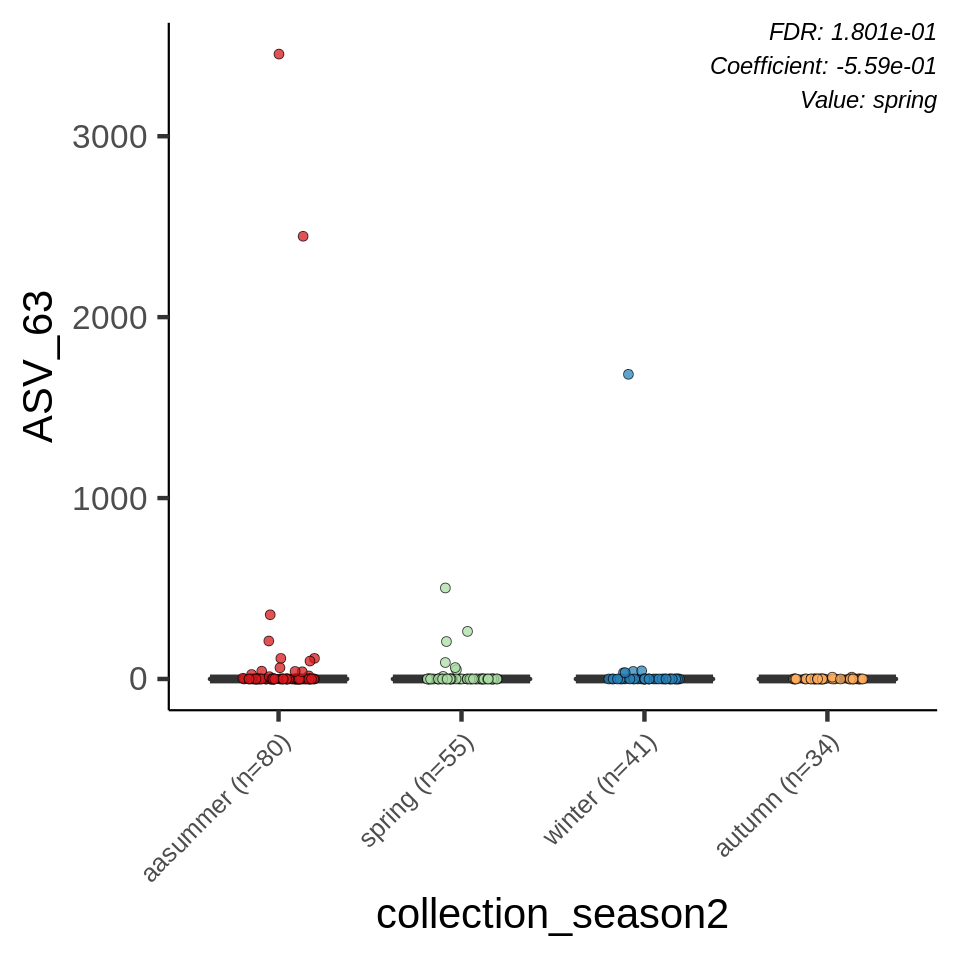 FDR: 1.801e-01
Coefficient: -5.59e-01
Value: spring
3000
2000
1000
0
ASV_63
aasummer (n=80)
spring (n=55)
winter (n=41)
autumn (n=34)
collection_season2